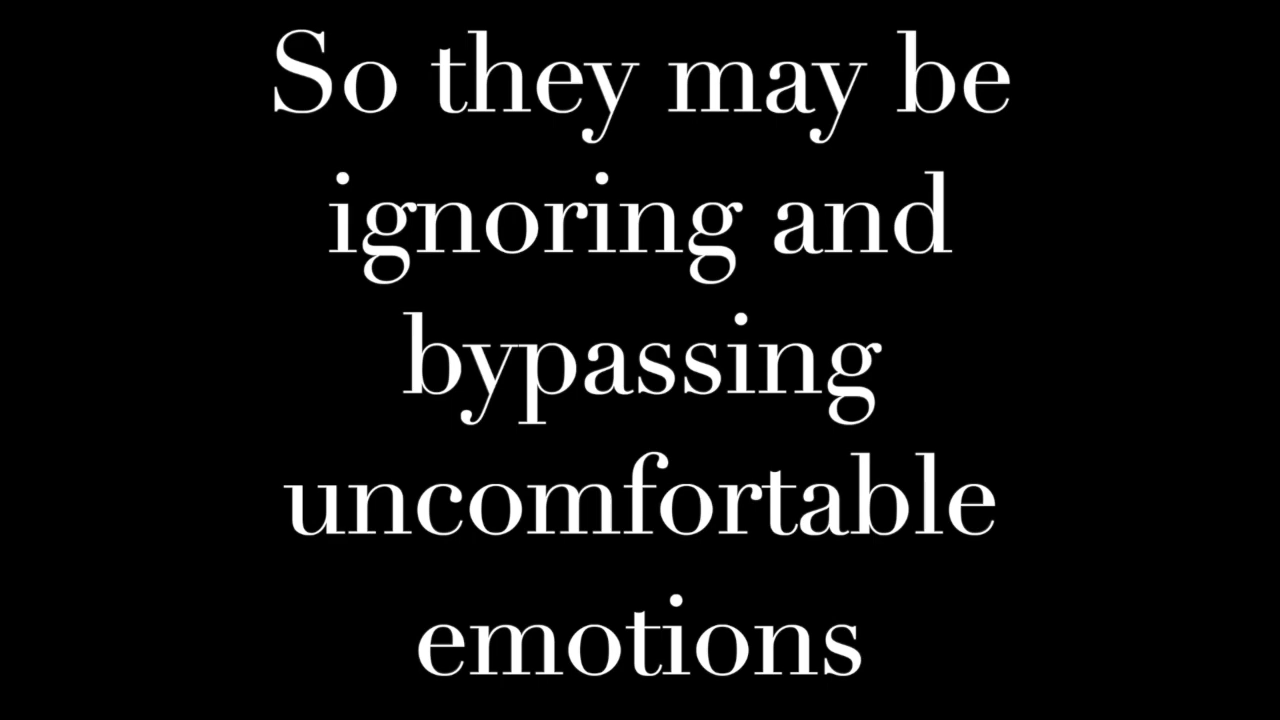 So they may be
ignoring and
bypassing
uncomfortable
emotions